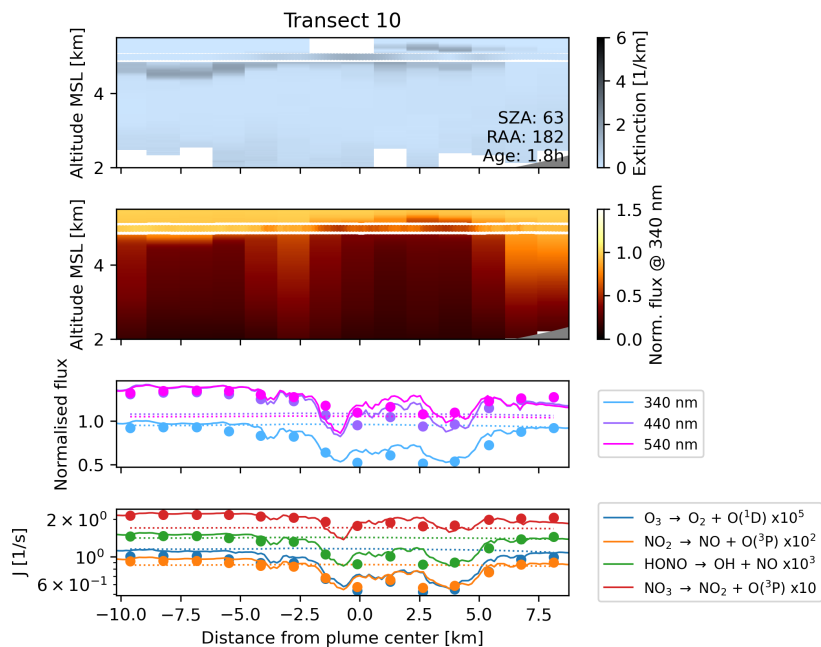 Transect 10
Altitude MSL [km]
4
2
SZA: 63
RAA: 182
Age: 1.8h
6
4
2
0
Extinction [1/km]
Altitude MSL [km]
4
2
1.5
1.0
0.5
0.0
Norm. flux @ 340 nm
Normalised flux
1.0
0.5
340 nm
440 nm
540 nm
J [1/s]
2 × 10⁰
10⁰
6 × 10⁻¹
O₃ → O₂ + O(¹D) x10⁵
NO₂ → NO + O(³P) x10²
HONO → OH + NO x10³
NO₃ → NO₂ + O(³P) x10
−10.0 −7.5 −5.0 −2.5 0.0 2.5 5.0 7.5
Distance from plume center [km]